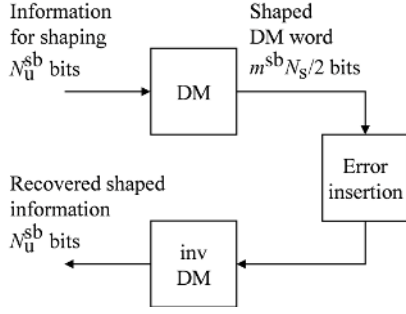 Information
for shaping
N_u^sb bits
Shaped
DM word
m^sb N_s/2 bits
DM
Error
insertion
Recovered shaped
information
N_u^sb bits
inv
DM